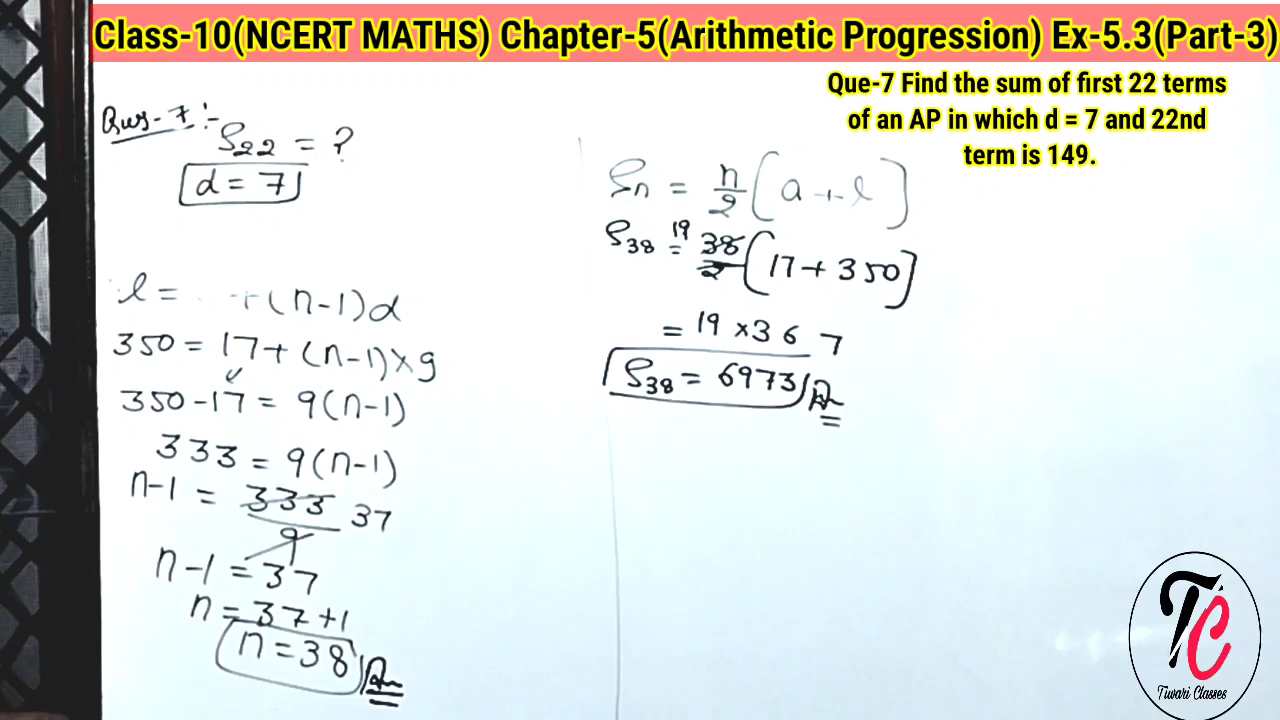 Class-10(NCERT MATHS) Chapter-5(Arithmetic Progression) Ex-5.3(Part-3)
Que-7 Find the sum of first 22 terms
of an AP in which d = 7 and 22nd
term is 149.
Ques-7:-
S22 = ?
d = 7
l = + (n-1)d
350 = 17 + (n-1)×9
350-17 = 9(n-1)
333 = 9(n-1)
n-1 = 333/9 37
n-1 = 37
n = 37+1
n = 38 Ans
Sn = n/2 [a+l]
S38 = 19 38/2 [17+350]
= 19 × 367
S38 = 6973 Ans
TC
Tiwari Classes